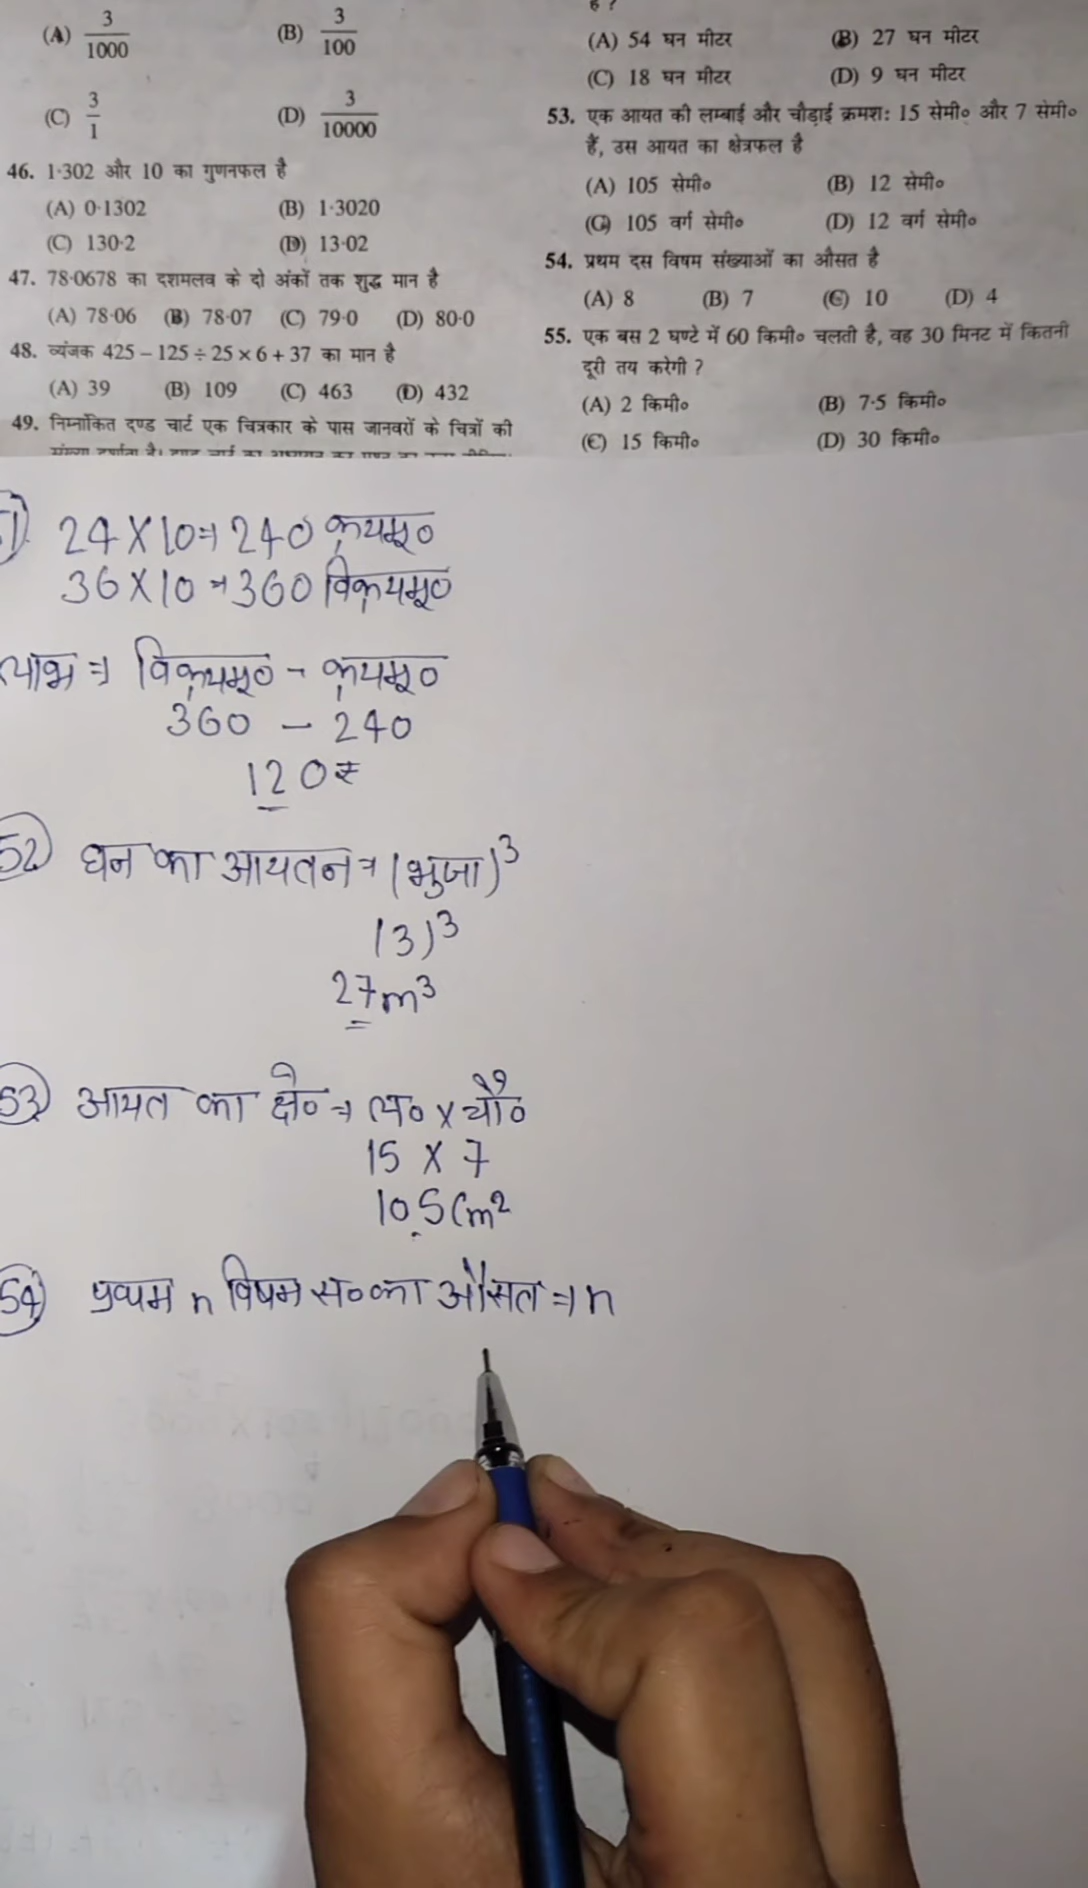 (A) 3/1000 (B) 3/100
(C) 3/1 (D) 3/10000
46. 1·302 और 10 का गुणनफल है
(A) 0·1302 (B) 1·3020
(C) 130·2 (D) 13·02
47. 78·0678 का दशमलव के दो अंकों तक शुद्ध मान है
(A) 78·06 (B) 78·07 (C) 79·0 (D) 80·0
48. व्यंजक 425 – 125 ÷ 25 × 6 + 37 का मान है
(A) 39 (B) 109 (C) 463 (D) 432
49. निम्नांकित दण्ड चार्ट एक चित्रकार के पास जानवरों के चित्रों की
है ?
(A) 54 घन मीटर (B) 27 घन मीटर
(C) 18 घन मीटर (D) 9 घन मीटर
53. एक आयत की लम्बाई और चौड़ाई क्रमशः 15 सेमी० और 7 सेमी०
हैं, उस आयत का क्षेत्रफल है
(A) 105 सेमी० (B) 12 सेमी०
(C) 105 वर्ग सेमी० (D) 12 वर्ग सेमी०
54. प्रथम दस विषम संख्याओं का औसत है
(A) 8 (B) 7 (C) 10 (D) 4
55. एक बस 2 घण्टे में 60 किमी० चलती है, वह 30 मिनट में कितनी
दूरी तय करेगी ?
(A) 2 किमी० (B) 7·5 किमी०
(C) 15 किमी० (D) 30 किमी०
24 × 10 ⇒ 240 क्रयमू०
36 × 10 ⇒ 360 विक्रयमू०
लाभ ⇒ विक्रयमू० – क्रयमू०
360 – 240
120₹
52 घन का आयतन ⇒ (भुजा)³
(3)³
27m³
53 आयत का क्षे० ⇒ ल० × चौ०
15 × 7
105Cm²
54 प्रथम n विषम सं० का औसत ⇒ n